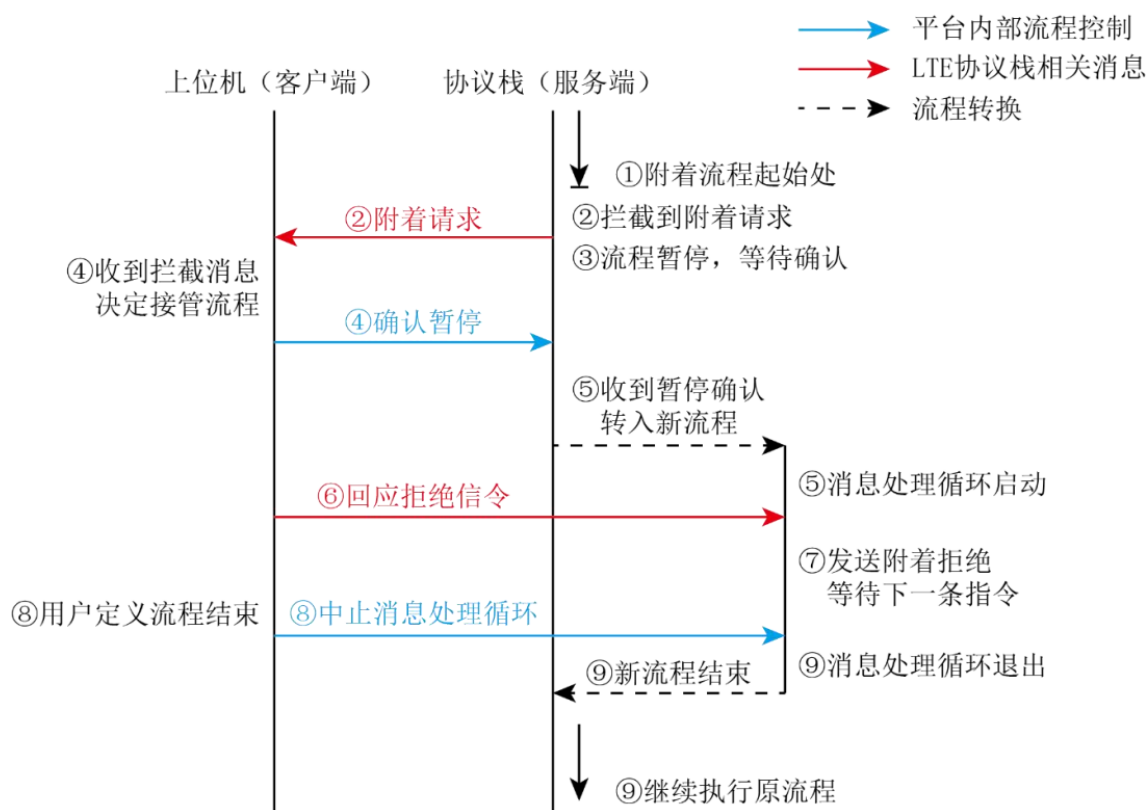 平台内部流程控制
LTE协议栈相关消息
流程转换
上位机（客户端）
协议栈（服务端）
①附着流程起始处
②附着请求
②拦截到附着请求
③流程暂停，等待确认
④收到拦截消息
决定接管流程
④确认暂停
⑤收到暂停确认
转入新流程
⑤消息处理循环启动
⑥回应拒绝信令
⑦发送附着拒绝
等待下一条指令
⑧用户定义流程结束
⑧中止消息处理循环
⑨新流程结束
⑨消息处理循环退出
⑨继续执行原流程